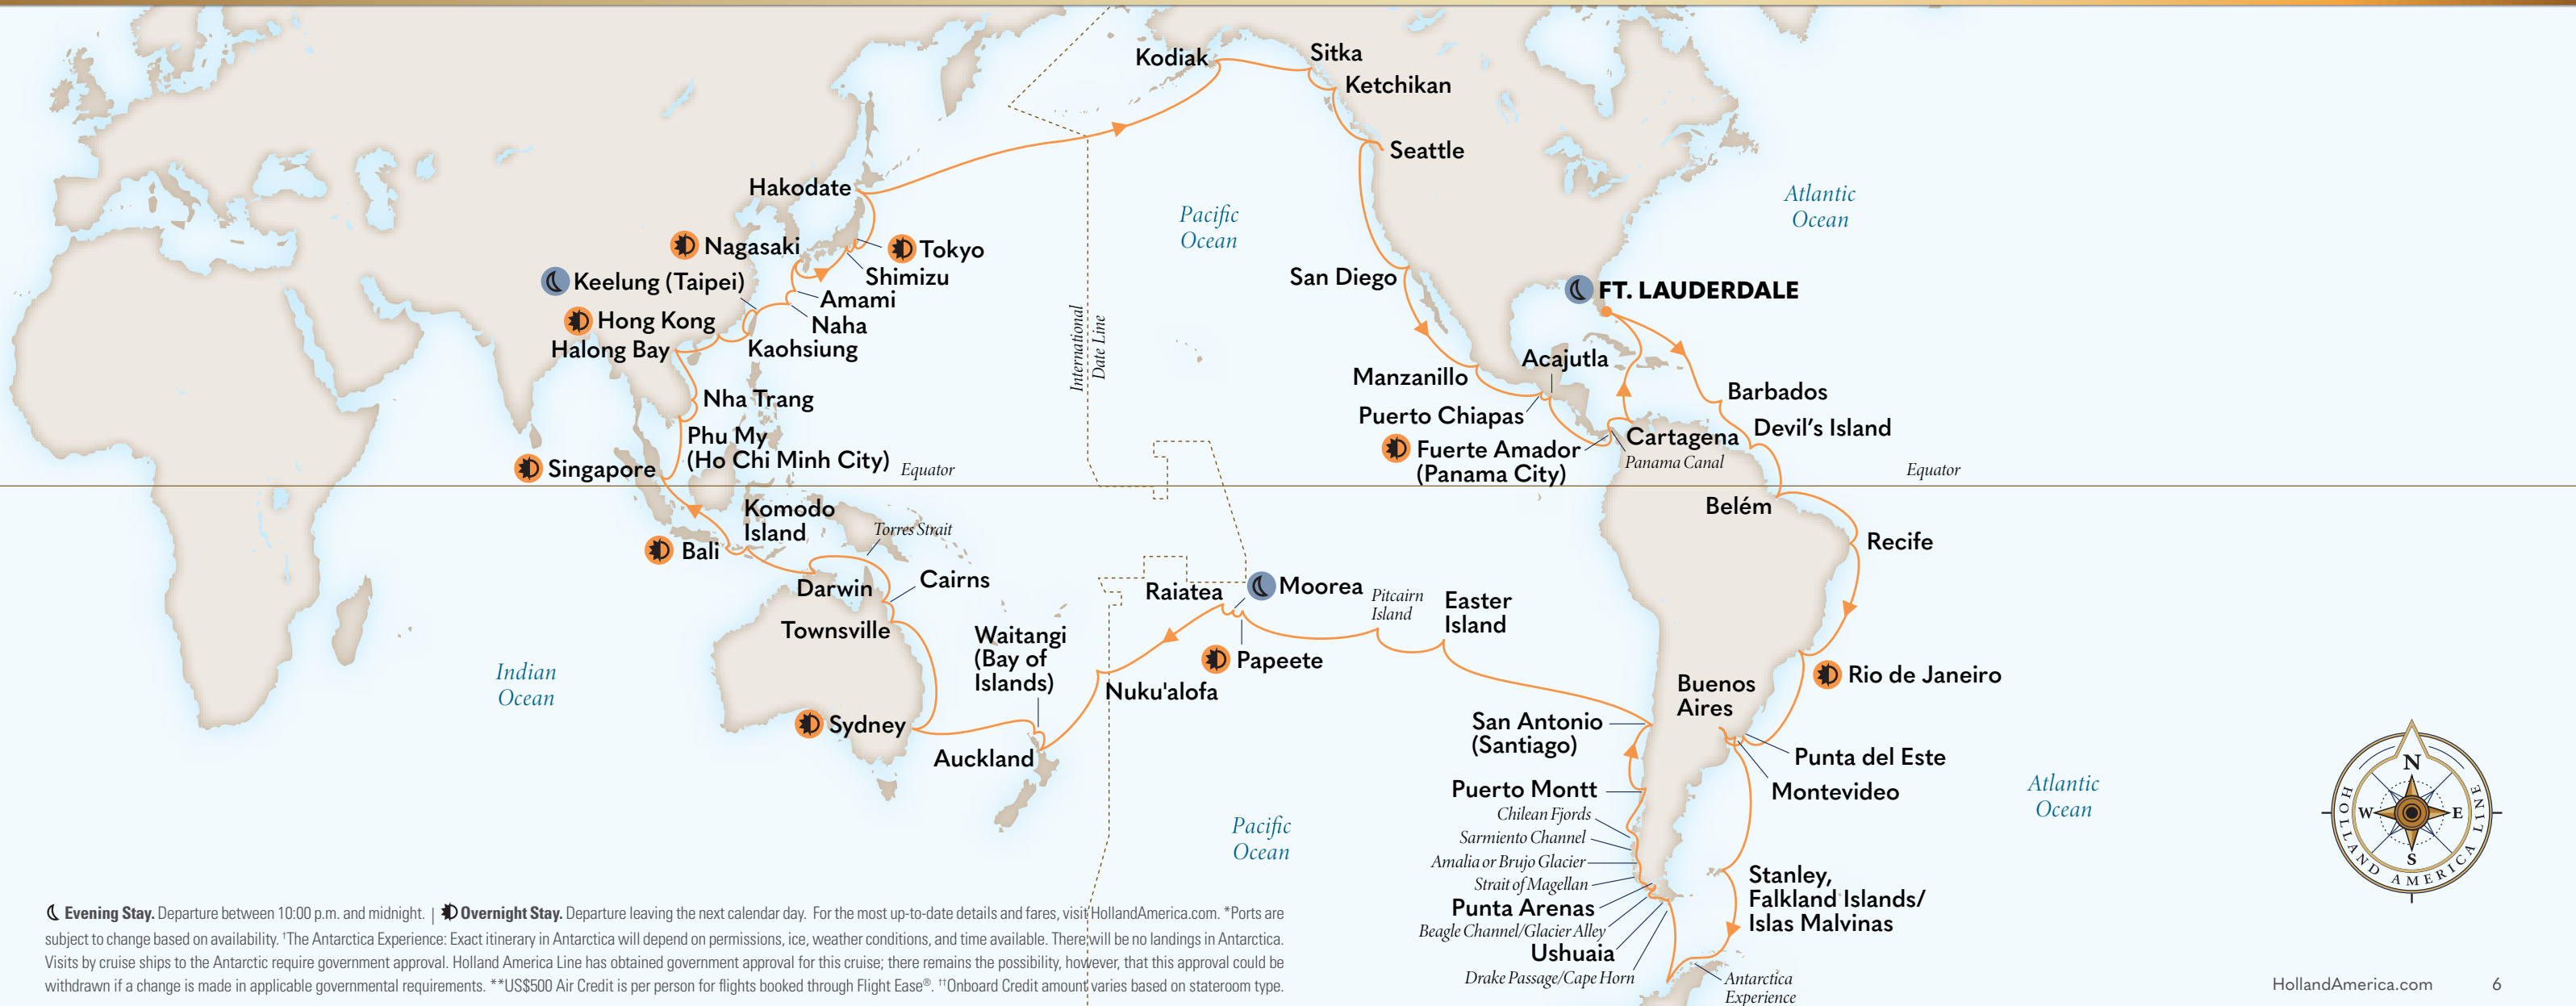 Kodiak
Sitka
Ketchikan
Seattle
Hakodate
Nagasaki
Tokyo
Keelung (Taipei)
Shimizu
Amami
Hong Kong
Naha
Halong Bay
Kaohsiung
Nha Trang
Phu My
(Ho Chi Minh City)
Singapore
Equator
Komodo
Island
Torres Strait
Bali
Darwin
Cairns
Townsville
Waitangi
(Bay of
Islands)
Sydney
Auckland
Indian
Ocean
Pacific
Ocean
International
Date Line
Atlantic
Ocean
San Diego
FT. LAUDERDALE
Acajutla
Manzanillo
Puerto Chiapas
Fuerte Amador
(Panama City)
Cartagena
Panama Canal
Barbados
Devil's Island
Equator
Belém
Recife
Raiatea
Moorea
Pitcairn
Island
Easter
Island
Papeete
Nuku'alofa
Rio de Janeiro
Buenos
Aires
San Antonio
(Santiago)
Punta del Este
Montevideo
Puerto Montt
Chilean Fjords
Sarmiento Channel
Amalia or Brujo Glacier
Strait of Magellan
Punta Arenas
Beagle Channel/Glacier Alley
Ushuaia
Drake Passage/Cape Horn
Stanley,
Falkland Islands/
Islas Malvinas
Antarctica
Experience
Pacific
Ocean
Atlantic
Ocean
N
W E
S
HOLLAND AMERICA LINE
Evening Stay. Departure between 10:00 p.m. and midnight. | Overnight Stay. Departure leaving the next calendar day. For the most up-to-date details and fares, visit HollandAmerica.com. *Ports are
subject to change based on availability. †The Antarctica Experience: Exact itinerary in Antarctica will depend on permissions, ice, weather conditions, and time available. There will be no landings in Antarctica.
Visits by cruise ships to the Antarctic require government approval. Holland America Line has obtained government approval for this cruise; there remains the possibility, however, that this approval could be
withdrawn if a change is made in applicable governmental requirements. **US$500 Air Credit is per person for flights booked through Flight Ease®. ††Onboard Credit amount varies based on stateroom type.
HollandAmerica.com 6